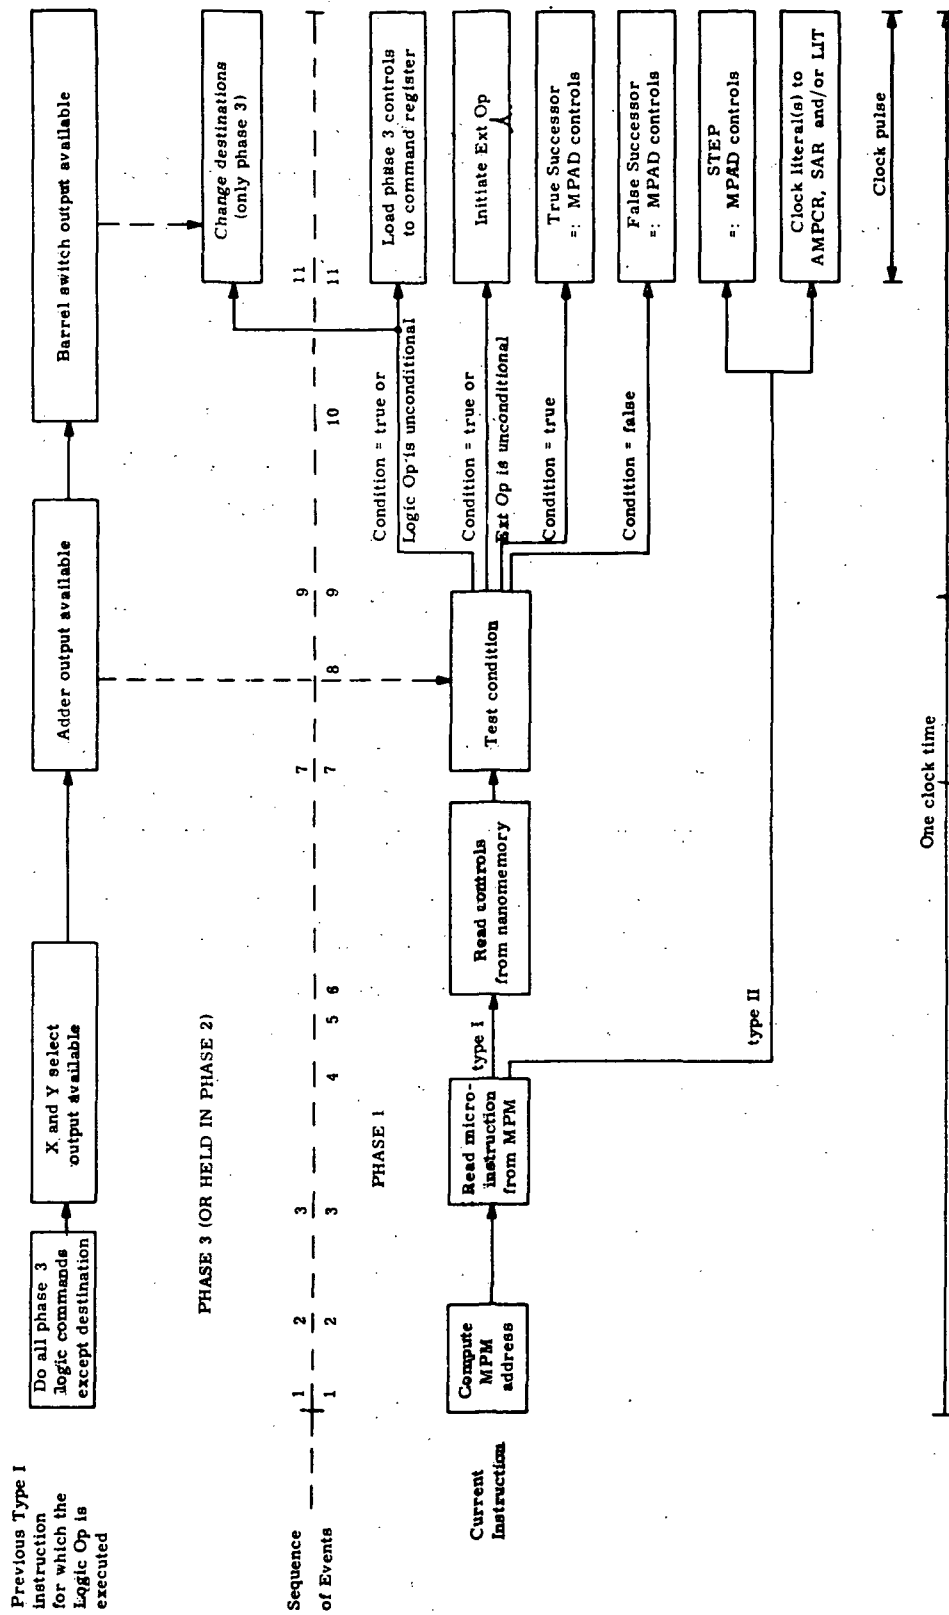 Previous Type I
instruction
for which the
Logic Op is
executed
Do all phase 3
logic commands
except destination
X and Y select
output available
Adder output available
Barrel switch output available
PHASE 3 (OR HELD IN PHASE 2)
Change destinations
(only phase 3)
Sequence
of Events
1 2 3 7 9 11
1 2 3 4 5 6 7 8 9 10 11
PHASE 1
Current
Instruction
Compute
MPM
address
Read micro-
instruction
from MPM
type I
Read controls
from nanomemory
Test condition
Condition = true or
Logic Op is unconditional
Load phase 3 controls
to command register
Condition = true or
Ext Op is unconditional
Initiate Ext Op
Condition = true
True Successor
=: MPAD controls
Condition = false
False Successor
=: MPAD controls
type II
STEP
=: MPAD controls
Clock literal(s) to
AMPCR, SAR and/or LIT
Clock pulse
One clock time